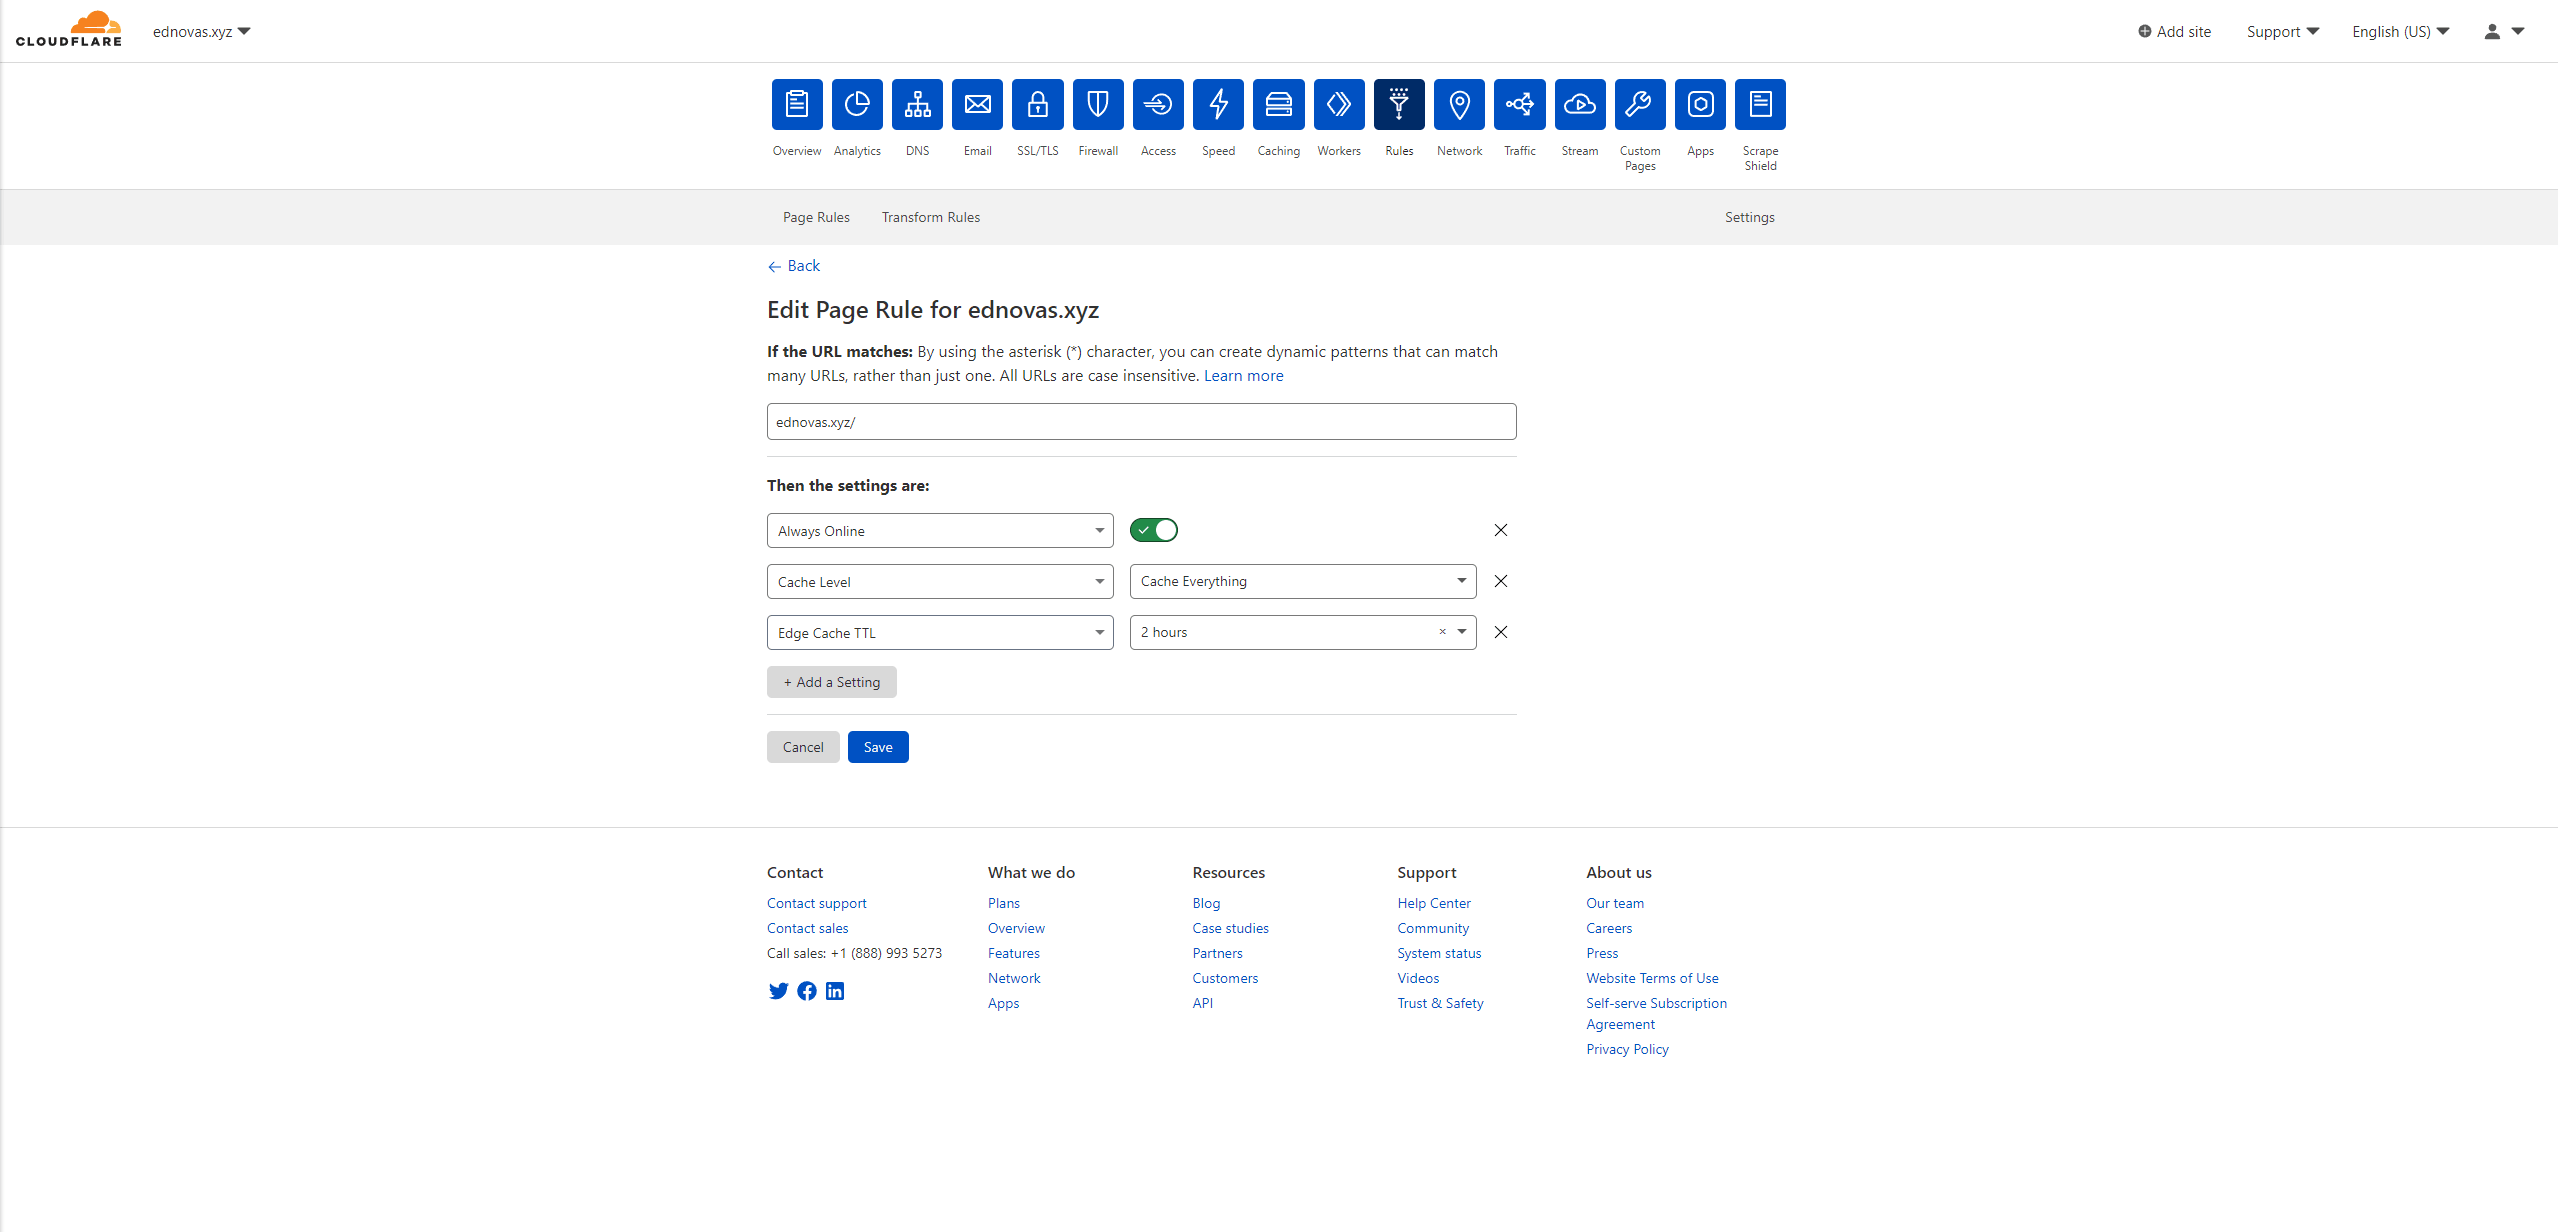 CLOUDFLARE
ednovas.xyz
Add site
Support
English (US)
Overview
Analytics
DNS
Email
SSL/TLS
Firewall
Access
Speed
Caching
Workers
Rules
Network
Traffic
Stream
Custom
Pages
Apps
Scrape
Shield
Page Rules
Transform Rules
Settings
← Back
Edit Page Rule for ednovas.xyz
If the URL matches: By using the asterisk (*) character, you can create dynamic patterns that can match
many URLs, rather than just one. All URLs are case insensitive. Learn more
ednovas.xyz/
Then the settings are:
Always Online
Cache Level
Cache Everything
Edge Cache TTL
2 hours
+ Add a Setting
Cancel
Save
Contact
Contact support
Contact sales
Call sales: +1 (888) 993 5273
What we do
Plans
Overview
Features
Network
Apps
Resources
Blog
Case studies
Partners
Customers
API
Support
Help Center
Community
System status
Videos
Trust & Safety
About us
Our team
Careers
Press
Website Terms of Use
Self-serve Subscription
Agreement
Privacy Policy